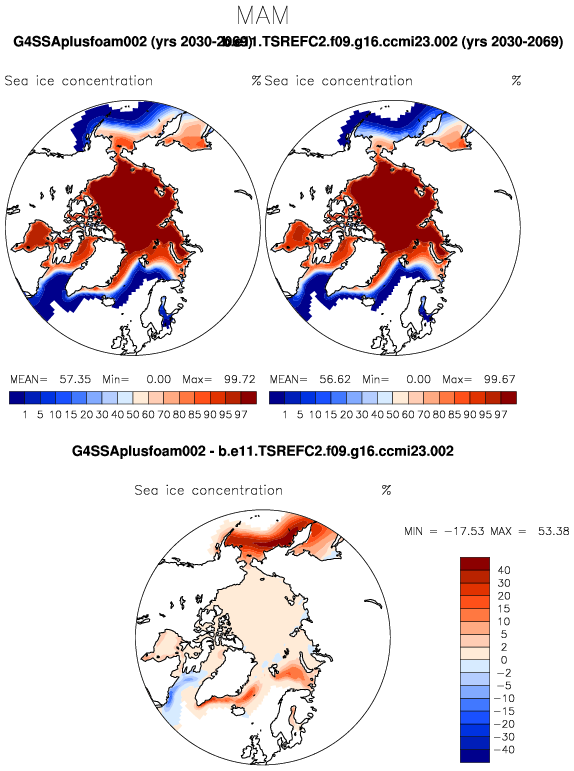 MAM
G4SSAplusfoam002 (yrs 2030-2069) b.e11.TSREFC2.f09.g16.ccmi23.002 (yrs 2030-2069)
Sea ice concentration % Sea ice concentration %
MEAN= 57.35 Min= 0.00 Max= 99.72 MEAN= 56.62 Min= 0.00 Max= 99.67
1 5 10 15 20 30 40 50 60 70 80 85 90 95 97 1 5 10 15 20 30 40 50 60 70 80 85 90 95 97
G4SSAplusfoam002 - b.e11.TSREFC2.f09.g16.ccmi23.002
Sea ice concentration %
MIN = -17.53 MAX = 53.38
40
30
20
15
10
5
2
0
-2
-5
-10
-15
-20
-30
-40